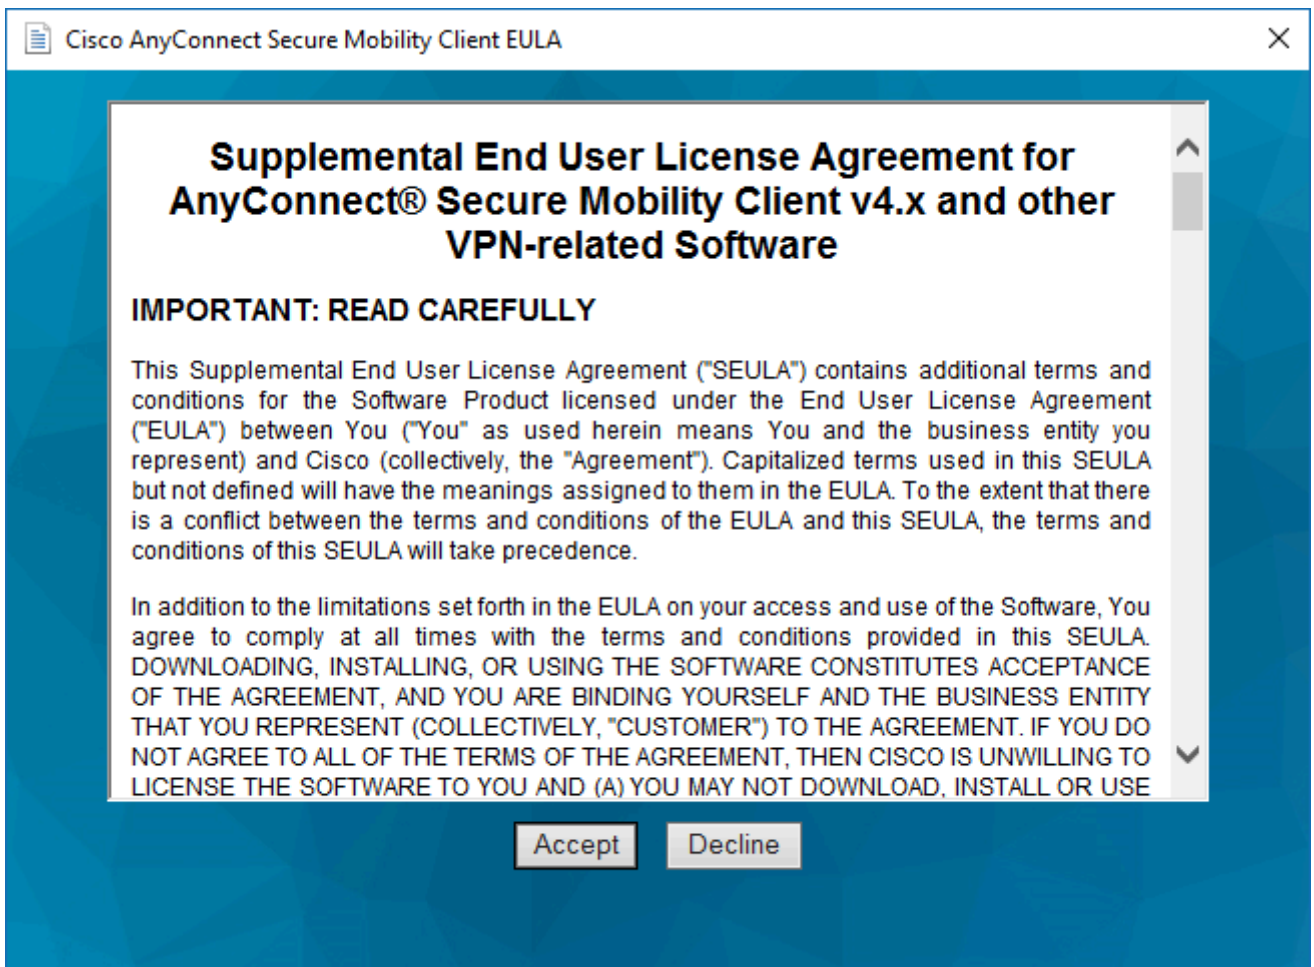 Cisco AnyConnect Secure Mobility Client EULA
Supplemental End User License Agreement for
AnyConnect® Secure Mobility Client v4.x and other
VPN-related Software
IMPORTANT: READ CAREFULLY
This Supplemental End User License Agreement ("SEULA") contains additional terms and
conditions for the Software Product licensed under the End User License Agreement
("EULA") between You ("You" as used herein means You and the business entity you
represent) and Cisco (collectively, the "Agreement"). Capitalized terms used in this SEULA
but not defined will have the meanings assigned to them in the EULA. To the extent that there
is a conflict between the terms and conditions of the EULA and this SEULA, the terms and
conditions of this SEULA will take precedence.
In addition to the limitations set forth in the EULA on your access and use of the Software, You
agree to comply at all times with the terms and conditions provided in this SEULA.
DOWNLOADING, INSTALLING, OR USING THE SOFTWARE CONSTITUTES ACCEPTANCE
OF THE AGREEMENT, AND YOU ARE BINDING YOURSELF AND THE BUSINESS ENTITY
THAT YOU REPRESENT (COLLECTIVELY, "CUSTOMER") TO THE AGREEMENT. IF YOU DO
NOT AGREE TO ALL OF THE TERMS OF THE AGREEMENT, THEN CISCO IS UNWILLING TO
LICENSE THE SOFTWARE TO YOU AND (A) YOU MAY NOT DOWNLOAD, INSTALL OR USE
Accept
Decline